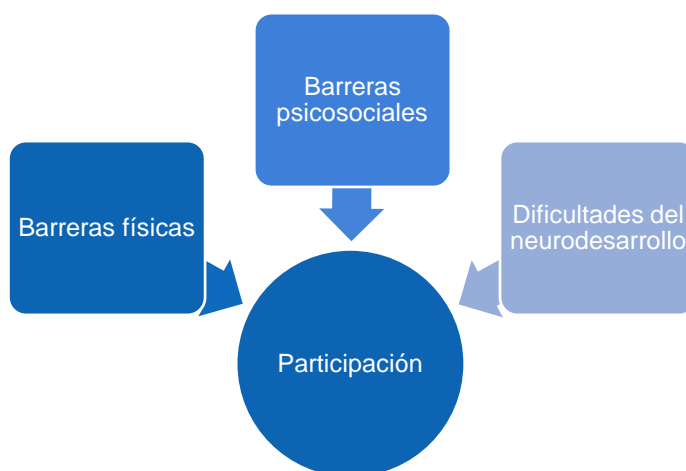 Barreras
psicosociales
Barreras físicas
Dificultades del
neurodesarrollo
Participación